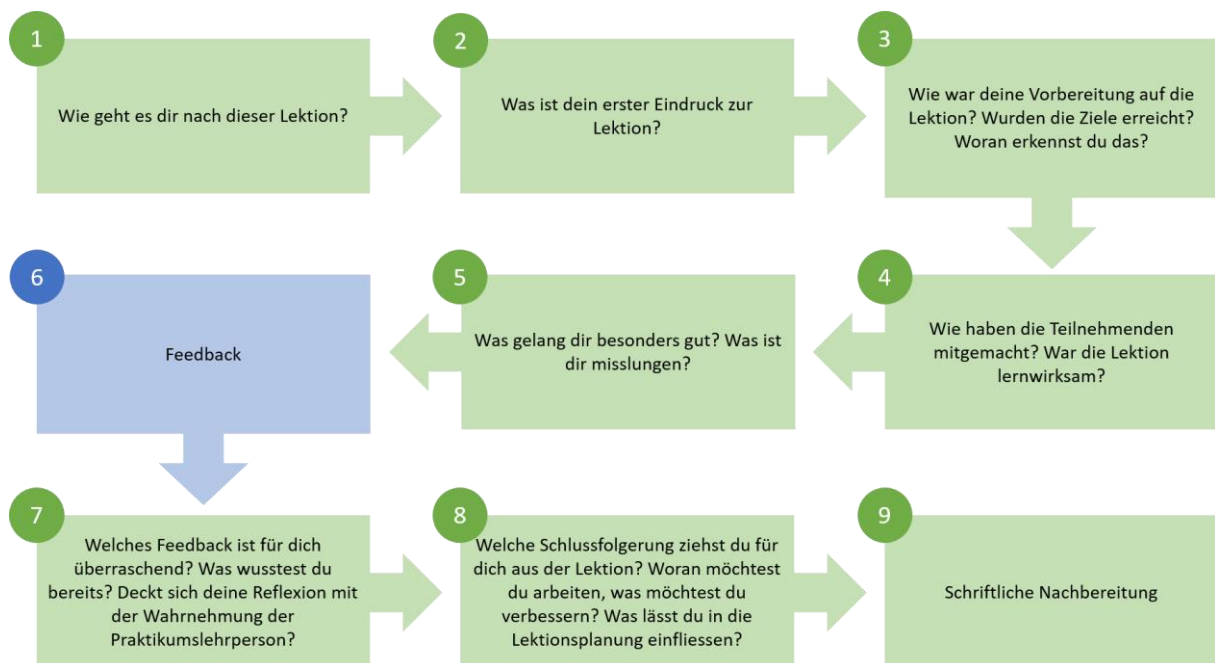 1
Wie geht es dir nach dieser Lektion?
2
Was ist dein erster Eindruck zur
Lektion?
3
Wie war deine Vorbereitung auf die
Lektion? Wurden die Ziele erreicht?
Woran erkennst du das?
4
Wie haben die Teilnehmenden
mitgemacht? War die Lektion
lernwirksam?
5
Was gelang dir besonders gut? Was ist
dir misslungen?
6
Feedback
7
Welches Feedback ist für dich
überraschend? Was wusstest du
bereits? Deckt sich deine Reflexion mit
der Wahrnehmung der
Praktikumslehrperson?
8
Welche Schlussfolgerung ziehst du für
dich aus der Lektion? Woran möchtest
du arbeiten, was möchtest du
verbessern? Was lässt du in die
Lektionsplanung einfliessen?
9
Schriftliche Nachbereitung